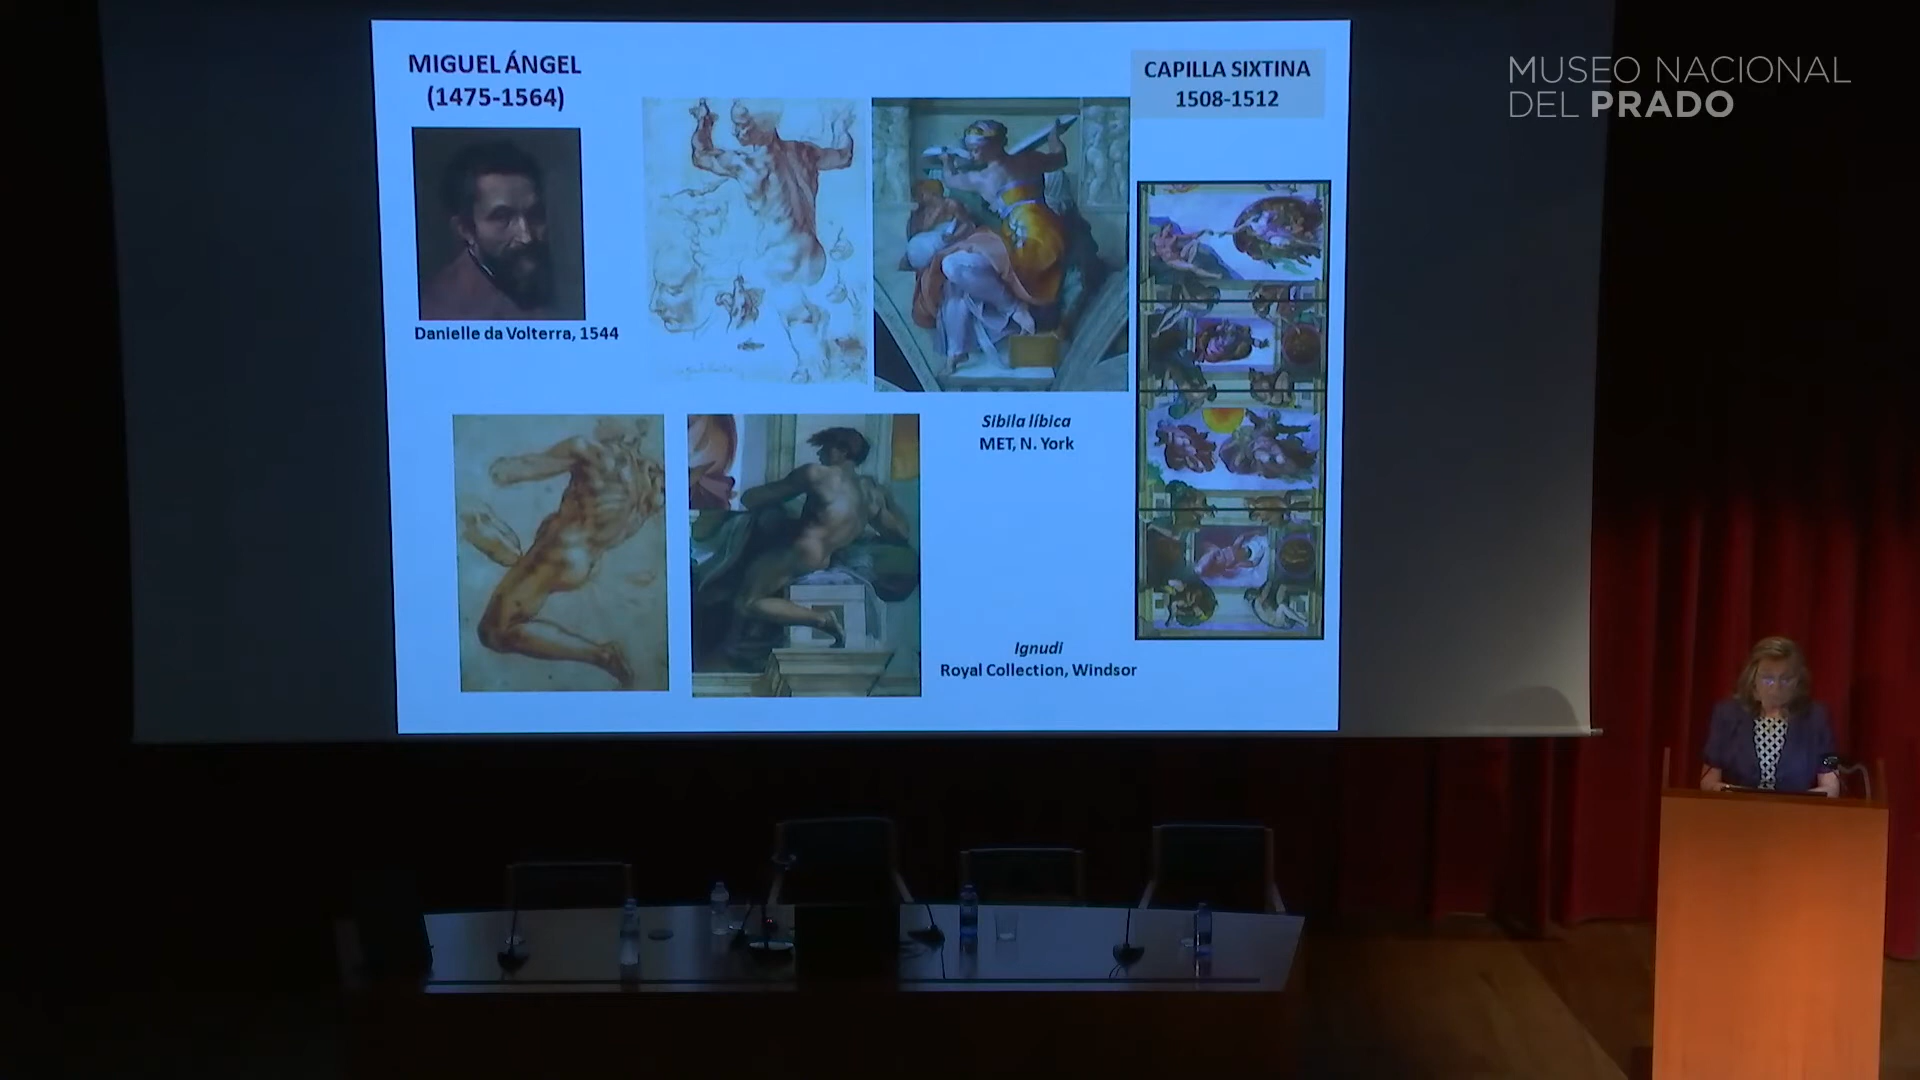 MIGUEL ÁNGEL
(1475-1564)
CAPILLA SIXTINA
1508-1512
MUSEO NACIONAL
DEL PRADO
Danielle da Volterra, 1544
Sibila líbica
MET, N. York
Ignudi
Royal Collection, Windsor